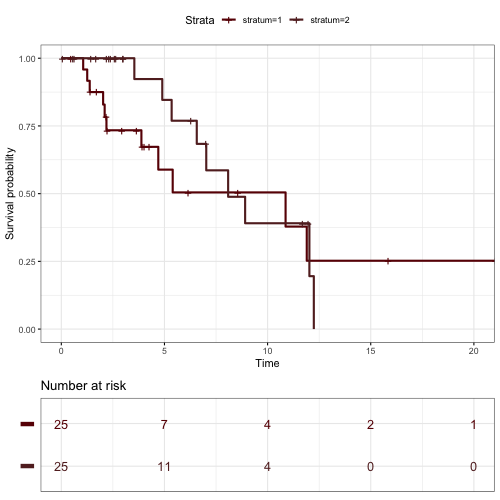 Strata stratum=1 stratum=2
1.00
0.75
0.50
0.25
0.00
Survival probability
0 5 10 15 20
Time
Number at risk
25 7 4 2 1
25 11 4 0 0